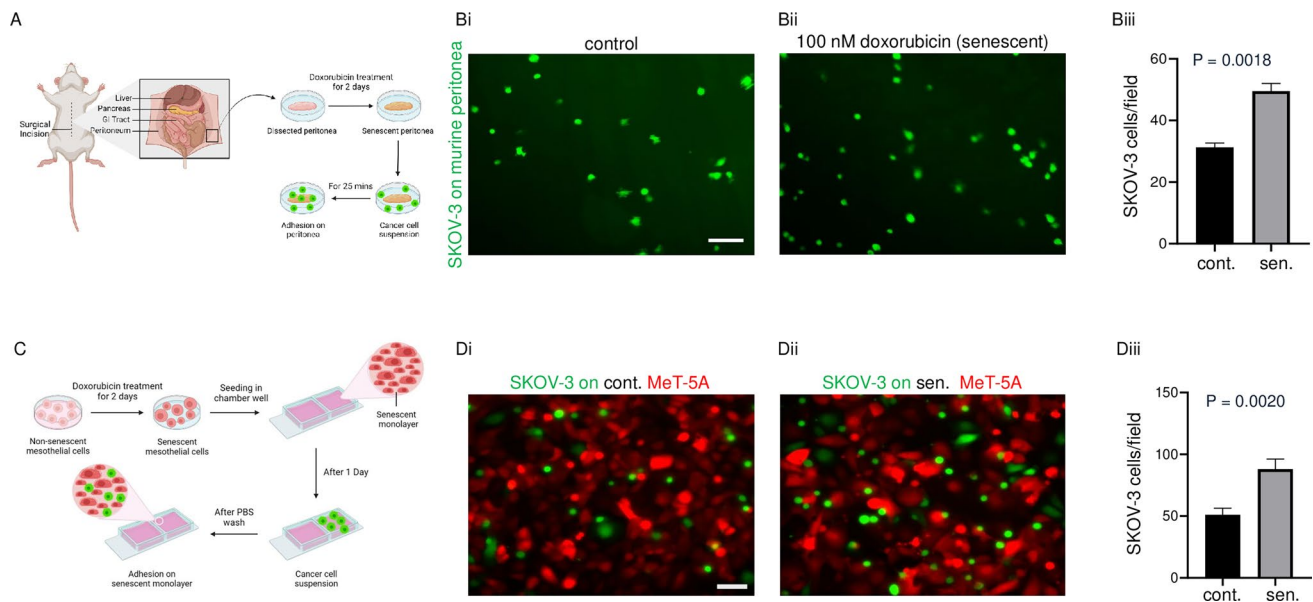 A
Surgical
Incision
Liver
Pancreas
GI Tract
Peritoneum
Doxorubicin treatment
for 2 days
Dissected peritonea
Senescent peritonea
For 25 mins
Adhesion on
peritonea
Cancer cell
suspension
Bi
control
SKOV-3 on murine peritonea
Bii
100 nM doxorubicin (senescent)
Biii
P = 0.0018
SKOV-3 cells/field
60
40
20
0
cont.
sen.
C
Doxorubicin treatment
for 2 days
Seeding in
chamber well
Non-senescent
mesothelial cells
Senescent
mesothelial cells
Senescent
monolayer
After 1 Day
After PBS
wash
Adhesion on
senescent monolayer
Cancer cell
suspension
Di
SKOV-3 on cont. MeT-5A
Dii
SKOV-3 on sen. MeT-5A
Diii
P = 0.0020
SKOV-3 cells/field
150
100
50
0
cont.
sen.